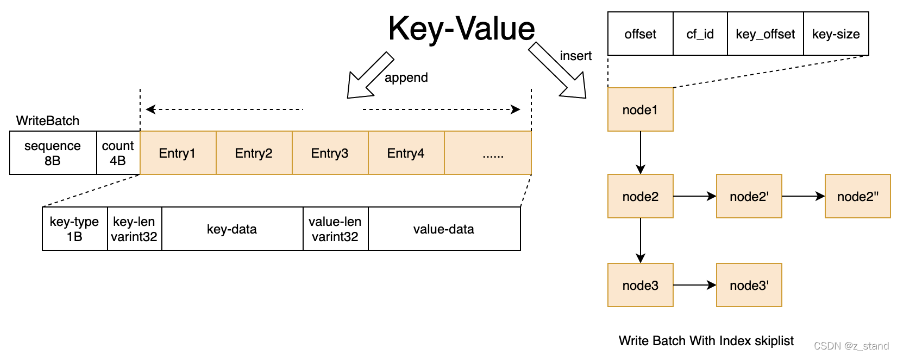 Key-Value
append
insert
offset
cf_id
key_offset
key-size
WriteBatch
sequence
8B
count
4B
Entry1
Entry2
Entry3
Entry4
......
key-type
1B
key-len
varint32
key-data
value-len
varint32
value-data
node1
node2
node2'
node2"
node3
node3'
Write Batch With Index skiplist
CSDN @z_stand